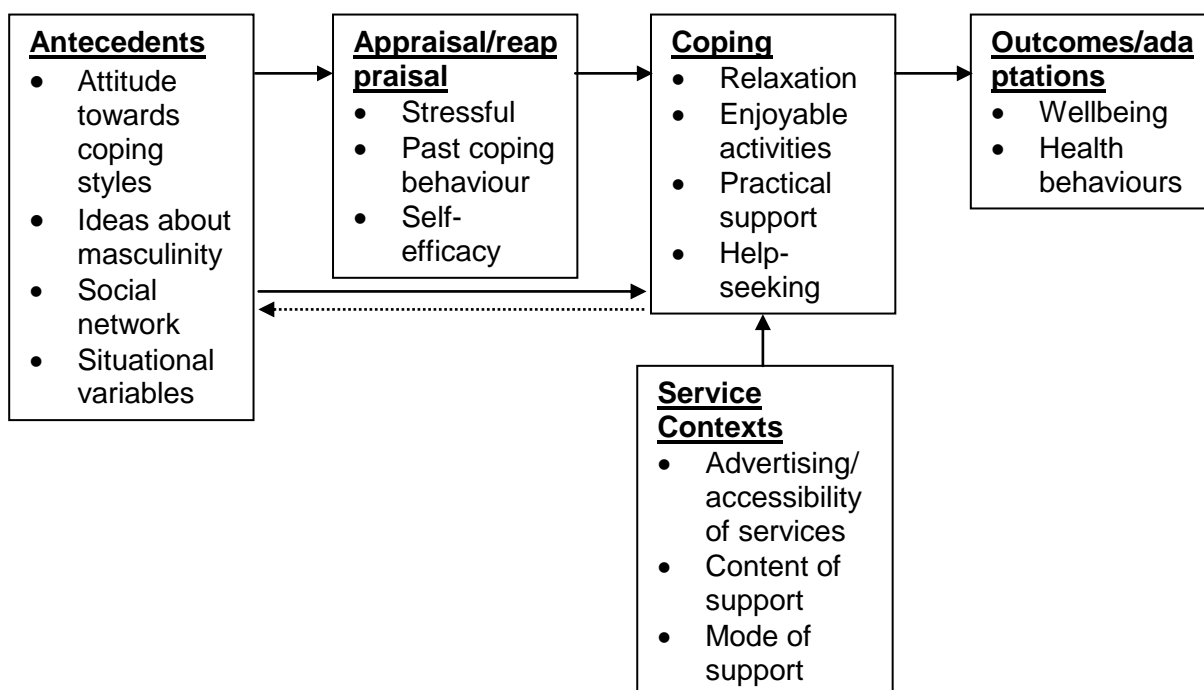 Antecedents
• Attitude
towards
coping
styles
• Ideas about
masculinity
• Social
network
• Situational
variables
Appraisal/reap
praisal
• Stressful
• Past coping
behaviour
• Self-
efficacy
Coping
• Relaxation
• Enjoyable
activities
• Practical
support
• Help-
seeking
Outcomes/ada
ptations
• Wellbeing
• Health
behaviours
Service
Contexts
• Advertising/
accessibility
of services
• Content of
support
• Mode of
support